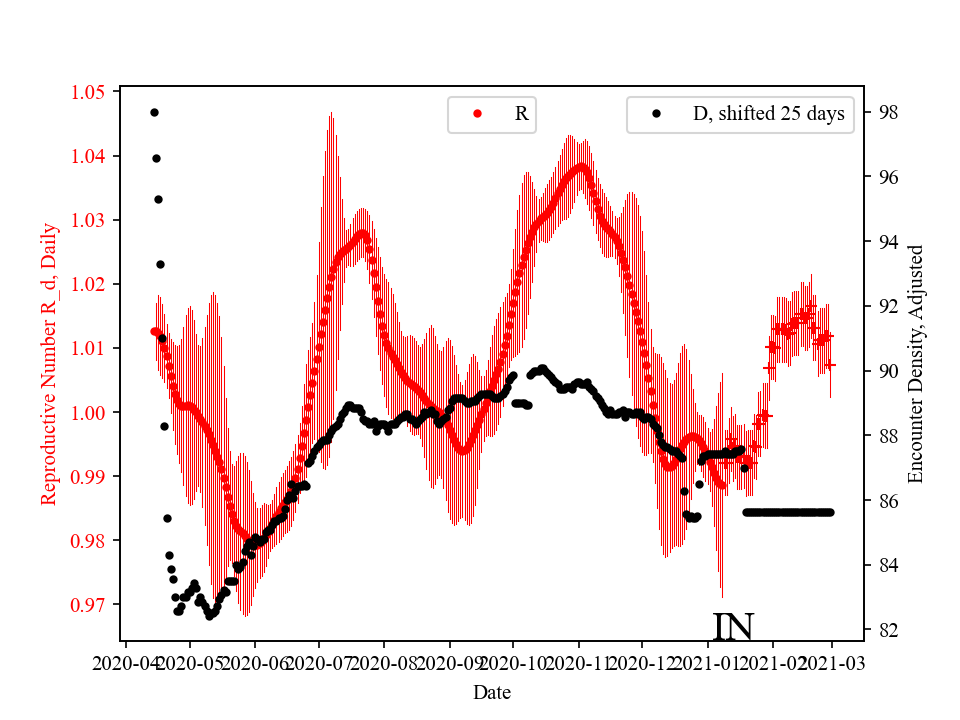 R
D, shifted 25 days
1.05
1.04
1.03
1.02
1.01
1.00
0.99
0.98
0.97
Reproductive Number R_d, Daily
98
96
94
92
90
88
86
84
82
Encounter Density, Adjusted
IN
2020-04 2020-05 2020-06 2020-07 2020-08 2020-09 2020-10 2020-11 2020-12 2021-01 2021-02 2021-03
Date